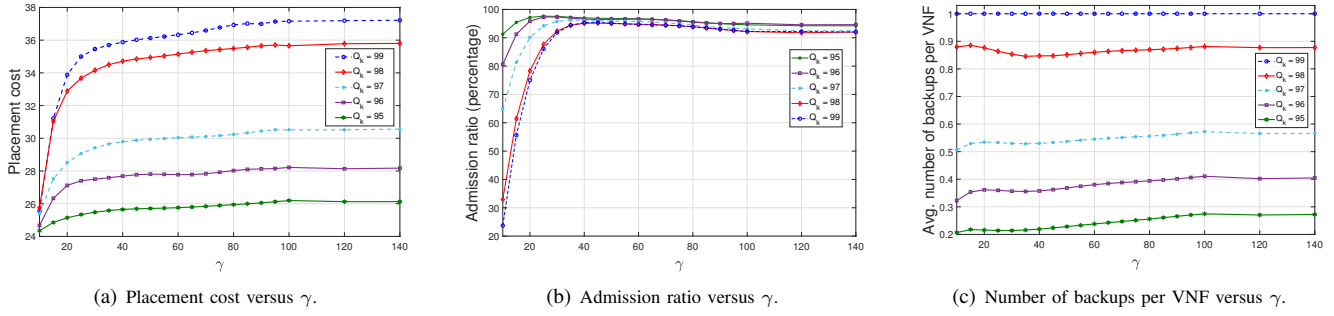 Placement cost
38
36
34
32
30
28
26
24
20 40 60 80 100 120 140
γ
Q_k = 99
Q_k = 98
Q_k = 97
Q_k = 96
Q_k = 95
(a) Placement cost versus γ.
Admission ratio (percentage)
100
90
80
70
60
50
40
30
20
20 40 60 80 100 120 140
γ
Q_k = 95
Q_k = 96
Q_k = 97
Q_k = 98
Q_k = 99
(b) Admission ratio versus γ.
Avg. number of backups per VNF
1
0.9
0.8
0.7
0.6
0.5
0.4
0.3
0.2
20 40 60 80 100 120 140
γ
Q_k = 99
Q_k = 98
Q_k = 97
Q_k = 96
Q_k = 95
(c) Number of backups per VNF versus γ.